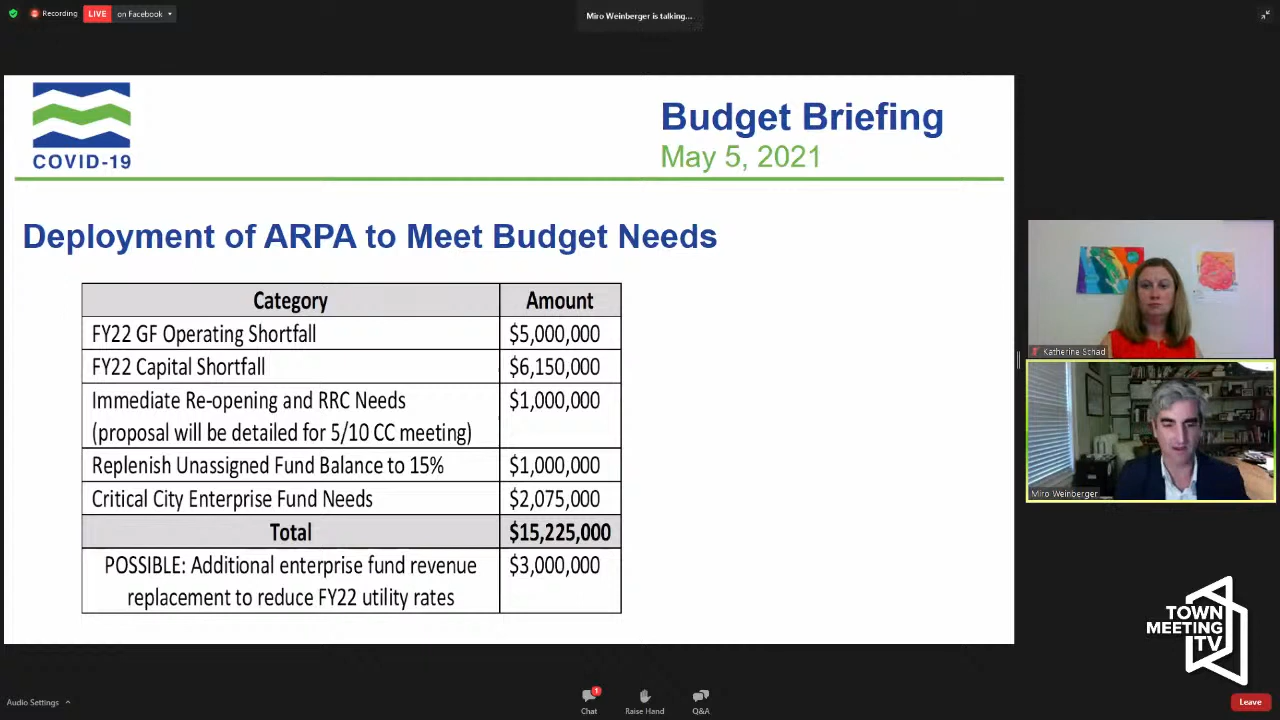 Recording
LIVE
on Facebook
Miro Weinberger is talking...
COVID-19
Budget Briefing
May 5, 2021
Deployment of ARPA to Meet Budget Needs
Category Amount
FY22 GF Operating Shortfall $5,000,000
FY22 Capital Shortfall $6,150,000
Immediate Re-opening and RRC Needs $1,000,000
(proposal will be detailed for 5/10 CC meeting)
Replenish Unassigned Fund Balance to 15% $1,000,000
Critical City Enterprise Fund Needs $2,075,000
Total $15,225,000
POSSIBLE: Additional enterprise fund revenue $3,000,000
replacement to reduce FY22 utility rates
Katherine Schad
Miro Weinberger
TOWN
MEETING
TV
Audio Settings
1
Chat
Raise Hand
Q&A
Leave